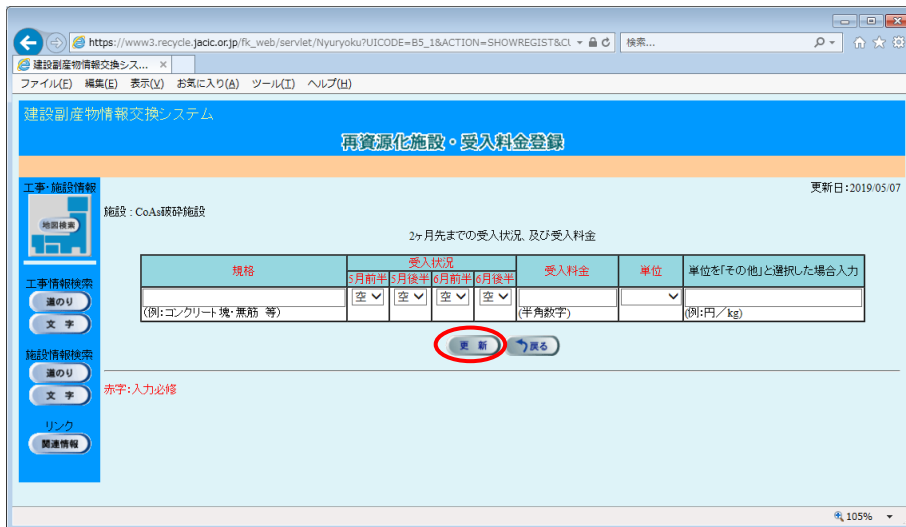 https://www3.recycle.jacic.or.jp/fk_web/servlet/Nyuryoku?UICODE=B5_1&ACTION=SHOWREGIST&CL
検索...
建設副産物情報交換シス... ×
ファイル(F) 編集(E) 表示(V) お気に入り(A) ツール(T) ヘルプ(H)
建設副産物情報交換システム
再資源化施設・受入料金登録
更新日:2019/05/07
工事・施設情報
地図検索
工事情報検索
道のり
文 字
施設情報検索
道のり
文 字
リンク
関連情報
施設 : CoAs破砕施設
2ヶ月先までの受入状況、及び受入料金
規格 受入状況 受入料金 単位 単位を「その他」と選択した場合入力
5月前半 5月後半 6月前半 6月後半
空 空 空 空
(例:コンクリート塊・無筋 等) (半角数字) (例:円/kg)
更 新 戻る
赤字:入力必修
105%